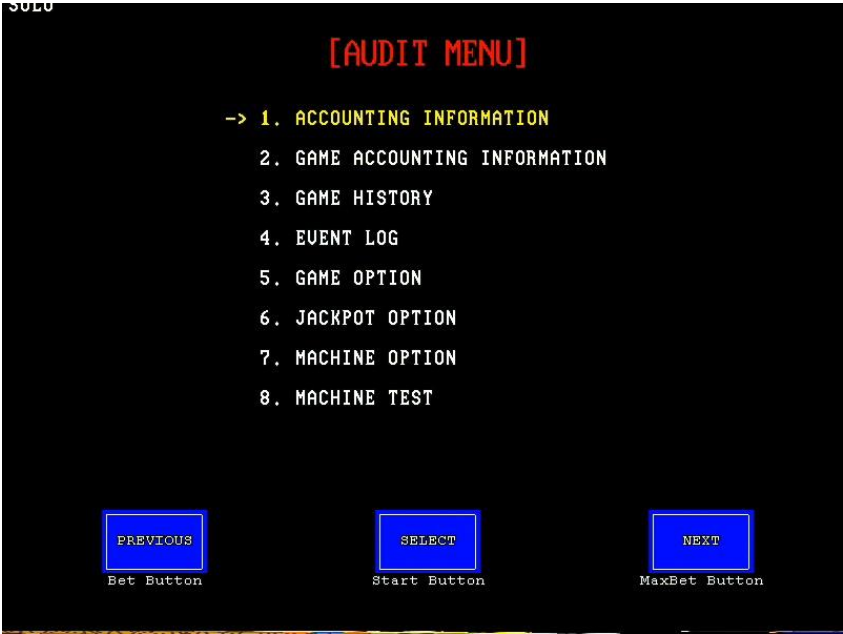 SOLO
[AUDIT MENU]
-> 1. ACCOUNTING INFORMATION
2. GAME ACCOUNTING INFORMATION
3. GAME HISTORY
4. EVENT LOG
5. GAME OPTION
6. JACKPOT OPTION
7. MACHINE OPTION
8. MACHINE TEST
PREVIOUS SELECT NEXT
Bet Button Start Button MaxBet Button